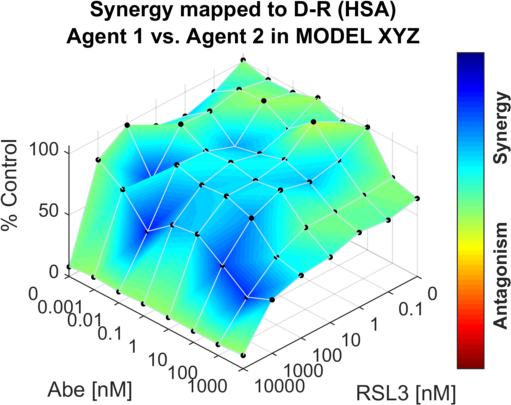 Synergy mapped to D-R (HSA)
Agent 1 vs. Agent 2 in MODEL XYZ
% Control
100
50
0
0
0.001
0.01
0.1
1
10
100
1000
Abe [nM]
0
0.1
1
10
100
1000
10000
RSL3 [nM]
Synergy
Antagonism